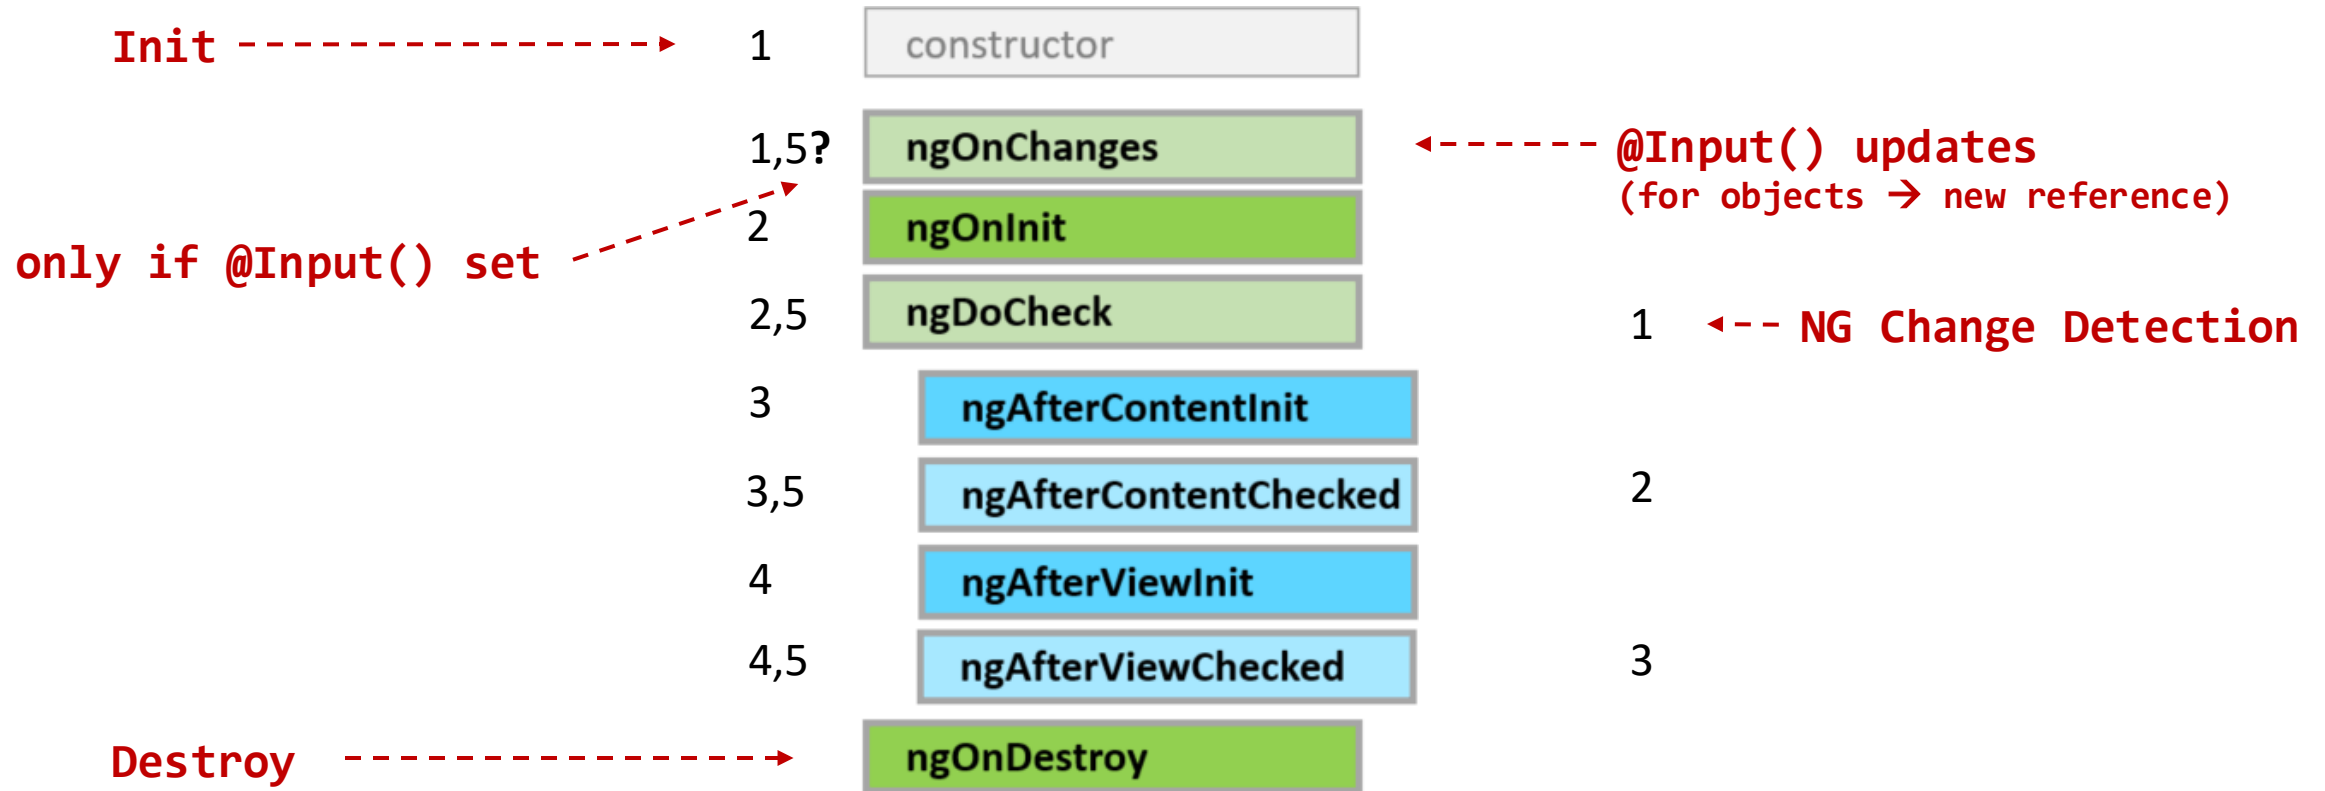 Init
1
constructor
1,5?
ngOnChanges
@Input() updates
(for objects → new reference)
2
ngOnInit
only if @Input() set
2,5
ngDoCheck
1
NG Change Detection
3
ngAfterContentInit
3,5
ngAfterContentChecked
2
4
ngAfterViewInit
4,5
ngAfterViewChecked
3
Destroy
ngOnDestroy